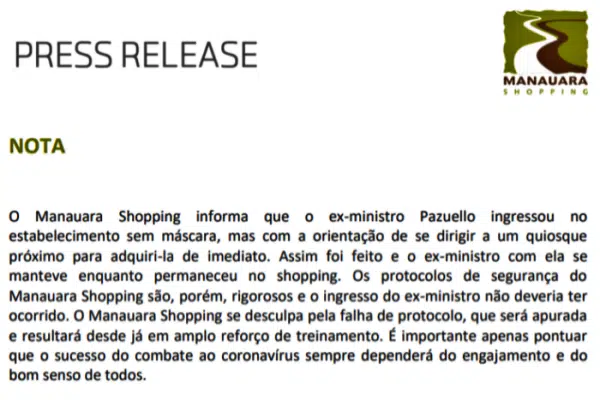 PRESS RELEASE
MANAUARA
SHOPPING
NOTA
O Manauara Shopping informa que o ex-ministro Pazuello ingressou no
estabelecimento sem máscara, mas com a orientação de se dirigir a um quiosque
próximo para adquiri-la de imediato. Assim foi feito e o ex-ministro com ela se
manteve enquanto permaneceu no shopping. Os protocolos de segurança do
Manauara Shopping são, porém, rigorosos e o ingresso do ex-ministro não deveria ter
ocorrido. O Manauara Shopping se desculpa pela falha de protocolo, que será apurada
e resultará desde já em amplo reforço de treinamento. É importante apenas pontuar
que o sucesso do combate ao coronavírus sempre dependerá do engajamento e do
bom senso de todos.